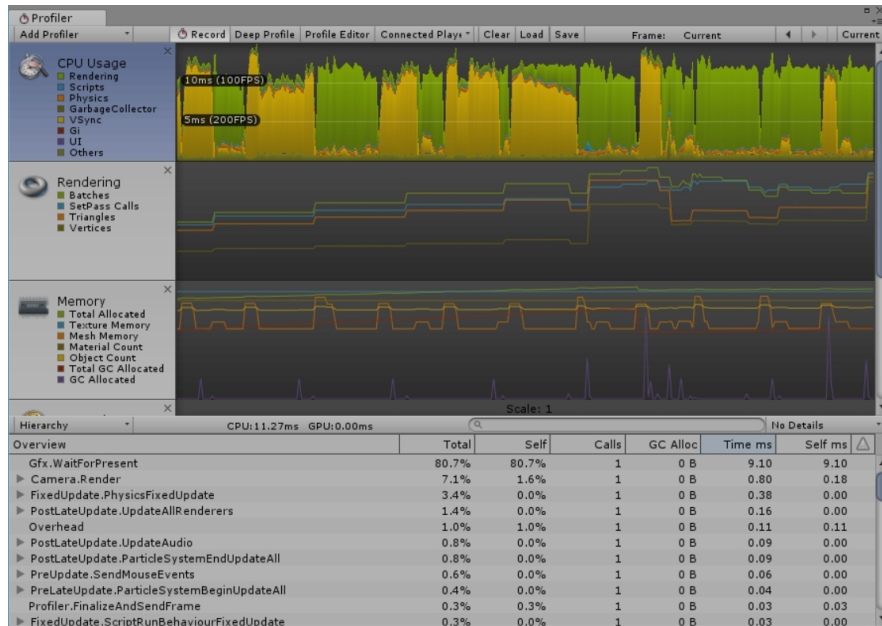 Profiler
Add Profiler Record Deep Profile Profile Editor Connected Playe Clear Load Save Frame: Current Current
CPU Usage
Rendering
Scripts
Physics
GarbageCollector
VSync
Gi
UI
Others
10ms (100FPS)
5ms (200FPS)
Rendering
Batches
SetPass Calls
Triangles
Vertices
Memory
Total Allocated
Texture Memory
Mesh Memory
Material Count
Object Count
Total GC Allocated
GC Allocated
Scale: 1
Hierarchy CPU:11.27ms GPU:0.00ms No Details
Overview Total Self Calls GC Alloc Time ms Self ms
Gfx.WaitForPresent 80.7% 80.7% 1 0 B 9.10 9.10
Camera.Render 7.1% 1.6% 1 0 B 0.80 0.18
FixedUpdate.PhysicsFixedUpdate 3.4% 0.0% 1 0 B 0.38 0.00
PostLateUpdate.UpdateAllRenderers 1.4% 0.0% 1 0 B 0.16 0.00
Overhead 1.0% 1.0% 1 0 B 0.11 0.11
PostLateUpdate.UpdateAudio 0.8% 0.0% 1 0 B 0.09 0.00
PostLateUpdate.ParticleSystemEndUpdateAll 0.8% 0.0% 1 0 B 0.09 0.00
PreUpdate.SendMouseEvents 0.6% 0.0% 1 0 B 0.06 0.00
PreLateUpdate.ParticleSystemBeginUpdateAll 0.4% 0.0% 1 0 B 0.04 0.00
Profiler.FinalizeAndSendFrame 0.3% 0.3% 1 0 B 0.03 0.03
FixedUpdate.ScriptRunBehaviourFixedUpdate 0.3% 0.0% 1 0 B 0.03 0.00